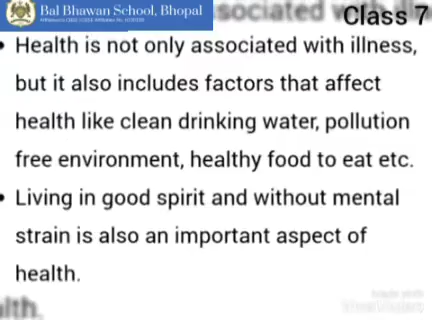 Bal Bhawan School, Bhopal
sociated
Class 7
• Health is not only associated with illness,
but it also includes factors that affect
health like clean drinking water, pollution
free environment, healthy food to eat etc.
• Living in good spirit and without mental
strain is also an important aspect of
health.
lth.